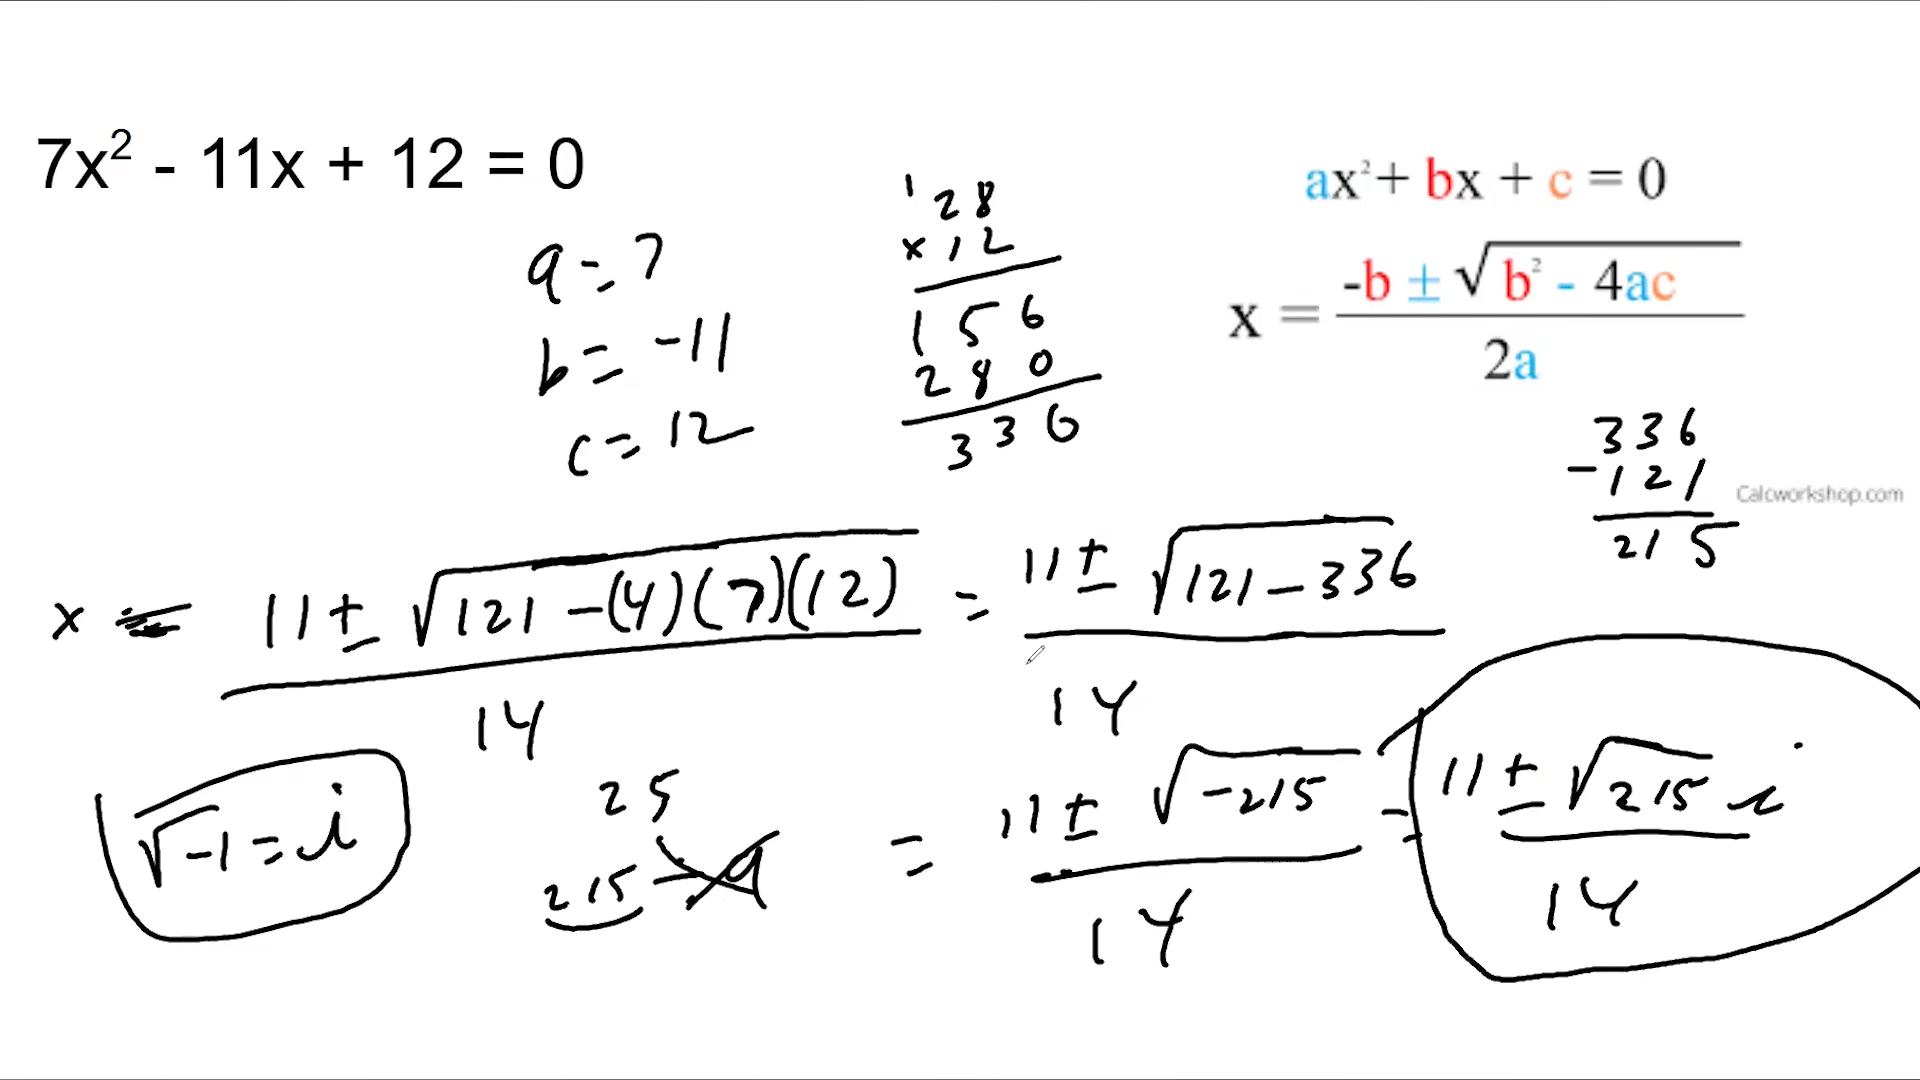 7x² - 11x + 12 = 0
a = 7
b = -11
c = 12
1
28
x 12
156
280
336
ax² + bx + c = 0
x = -b ± √b² - 4ac
2a
336
- 121
215
Calcworkshop.com
x = 11 ± √121 - (4)(7)(12) = 11 ± √121 - 336
14 14
√-1 = i
25
215 - 9
= 11 ± √-215 = 11 ± √215 i
14 14